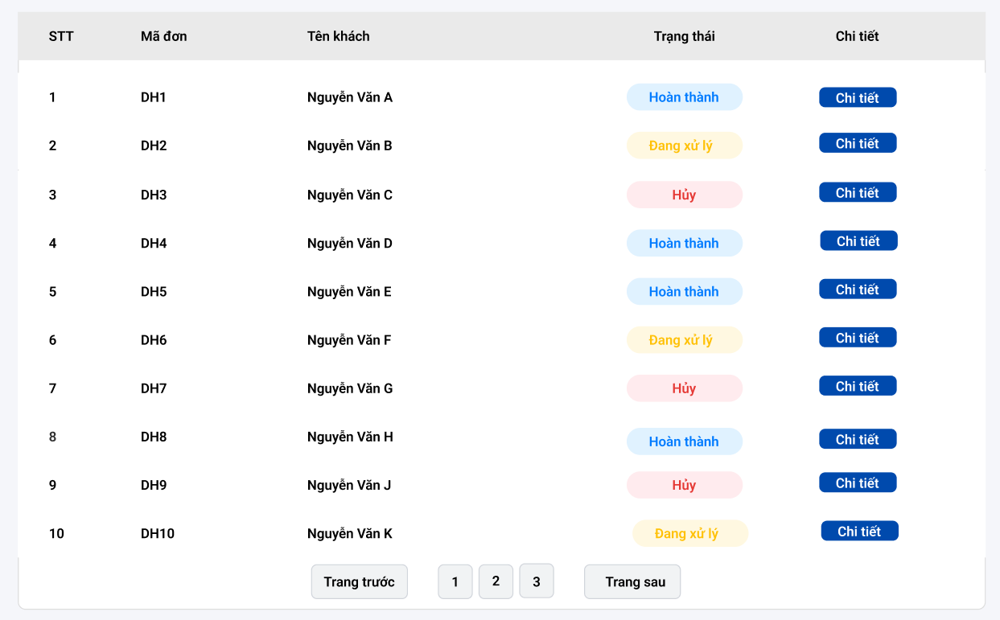 STT Mã đơn Tên khách Trạng thái Chi tiết
1 DH1 Nguyễn Văn A Hoàn thành Chi tiết
2 DH2 Nguyễn Văn B Đang xử lý Chi tiết
3 DH3 Nguyễn Văn C Hủy Chi tiết
4 DH4 Nguyễn Văn D Hoàn thành Chi tiết
5 DH5 Nguyễn Văn E Hoàn thành Chi tiết
6 DH6 Nguyễn Văn F Đang xử lý Chi tiết
7 DH7 Nguyễn Văn G Hủy Chi tiết
8 DH8 Nguyễn Văn H Hoàn thành Chi tiết
9 DH9 Nguyễn Văn J Hủy Chi tiết
10 DH10 Nguyễn Văn K Đang xử lý Chi tiết
Trang trước 1 2 3 Trang sau